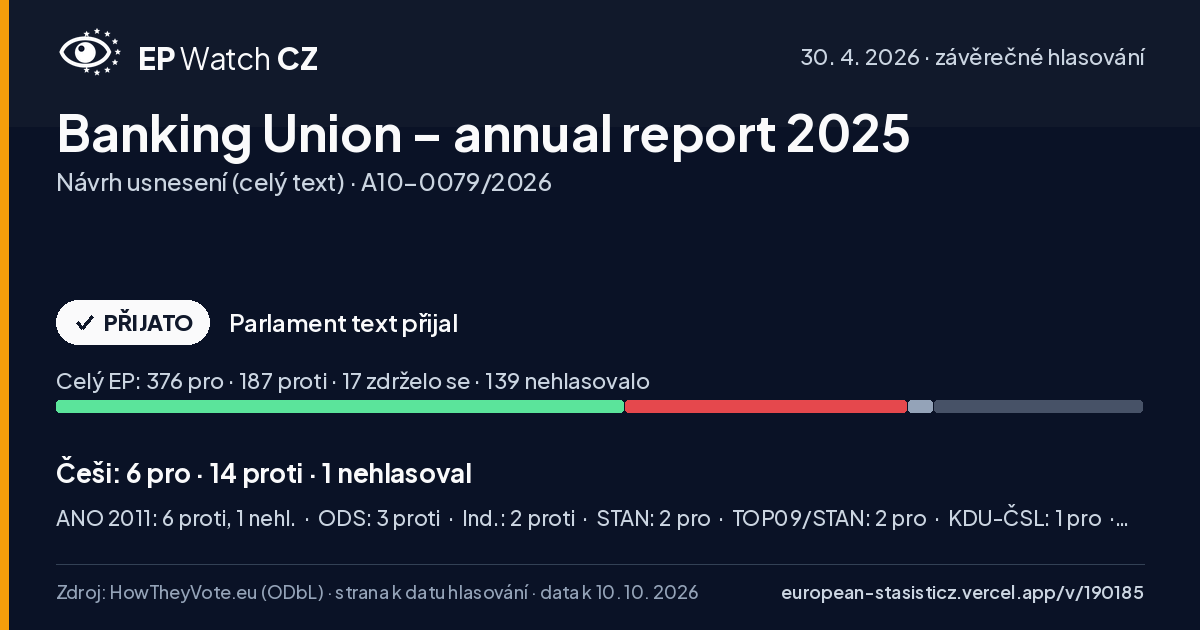 EP Watch CZ
30. 4. 2026 · závěrečné hlasování
Banking Union – annual report 2025
Návrh usnesení (celý text) · A10-0079/2026
✓ PŘIJATO
Parlament text přijal
Celý EP: 376 pro · 187 proti · 17 zdrželo se · 139 nehlasovalo
Češi: 6 pro · 14 proti · 1 nehlasoval
ANO 2011: 6 proti, 1 nehl. · ODS: 3 proti · Ind.: 2 proti · STAN: 2 pro · TOP09/STAN: 2 pro · KDU-ČSL: 1 pro ·…
Zdroj: HowTheyVote.eu (ODbL) · strana k datu hlasování · data k 10. 10. 2026
european-stasisticz.vercel.app/v/190185